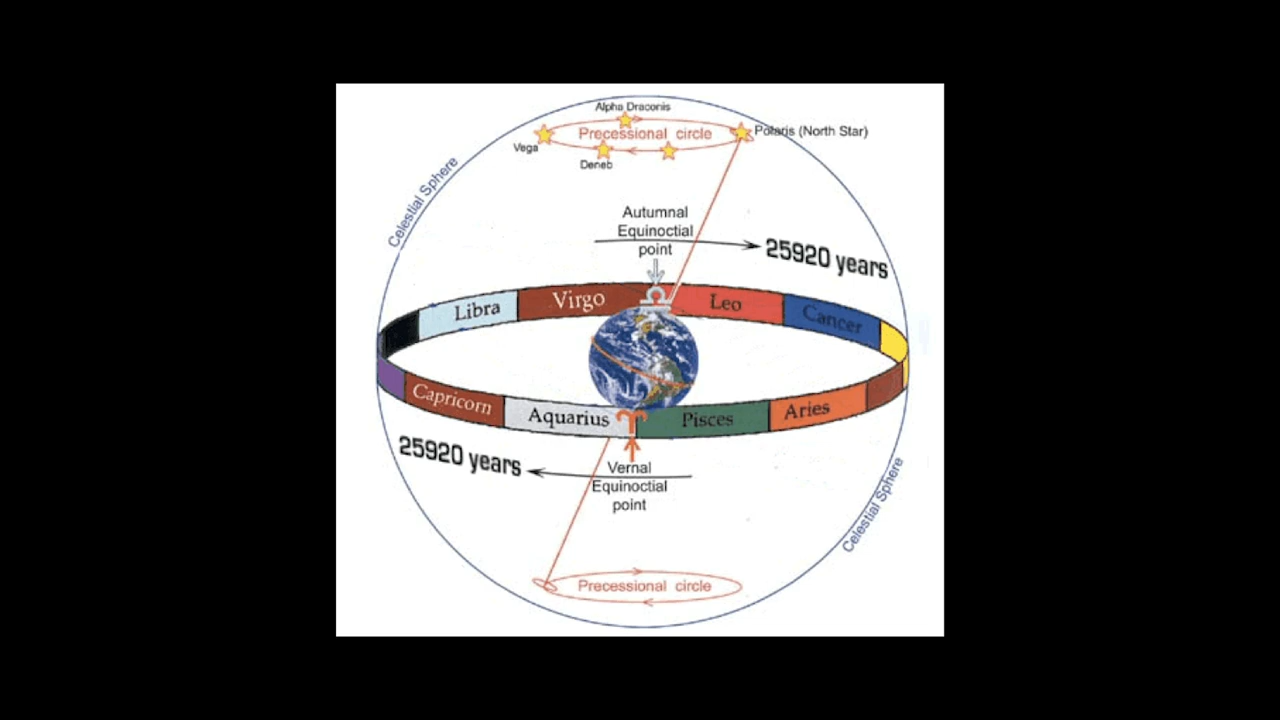 Alpha Draconis
Precessional circle
Polaris (North Star)
Vega
Deneb
Celestial Sphere
Autumnal
Equinoctial
point
25920 years
Libra
Virgo
Leo
Cancer
Capricorn
Aquarius
Pisces
Aries
25920 years
Vernal
Equinoctial
point
Celestial Sphere
Precessional circle